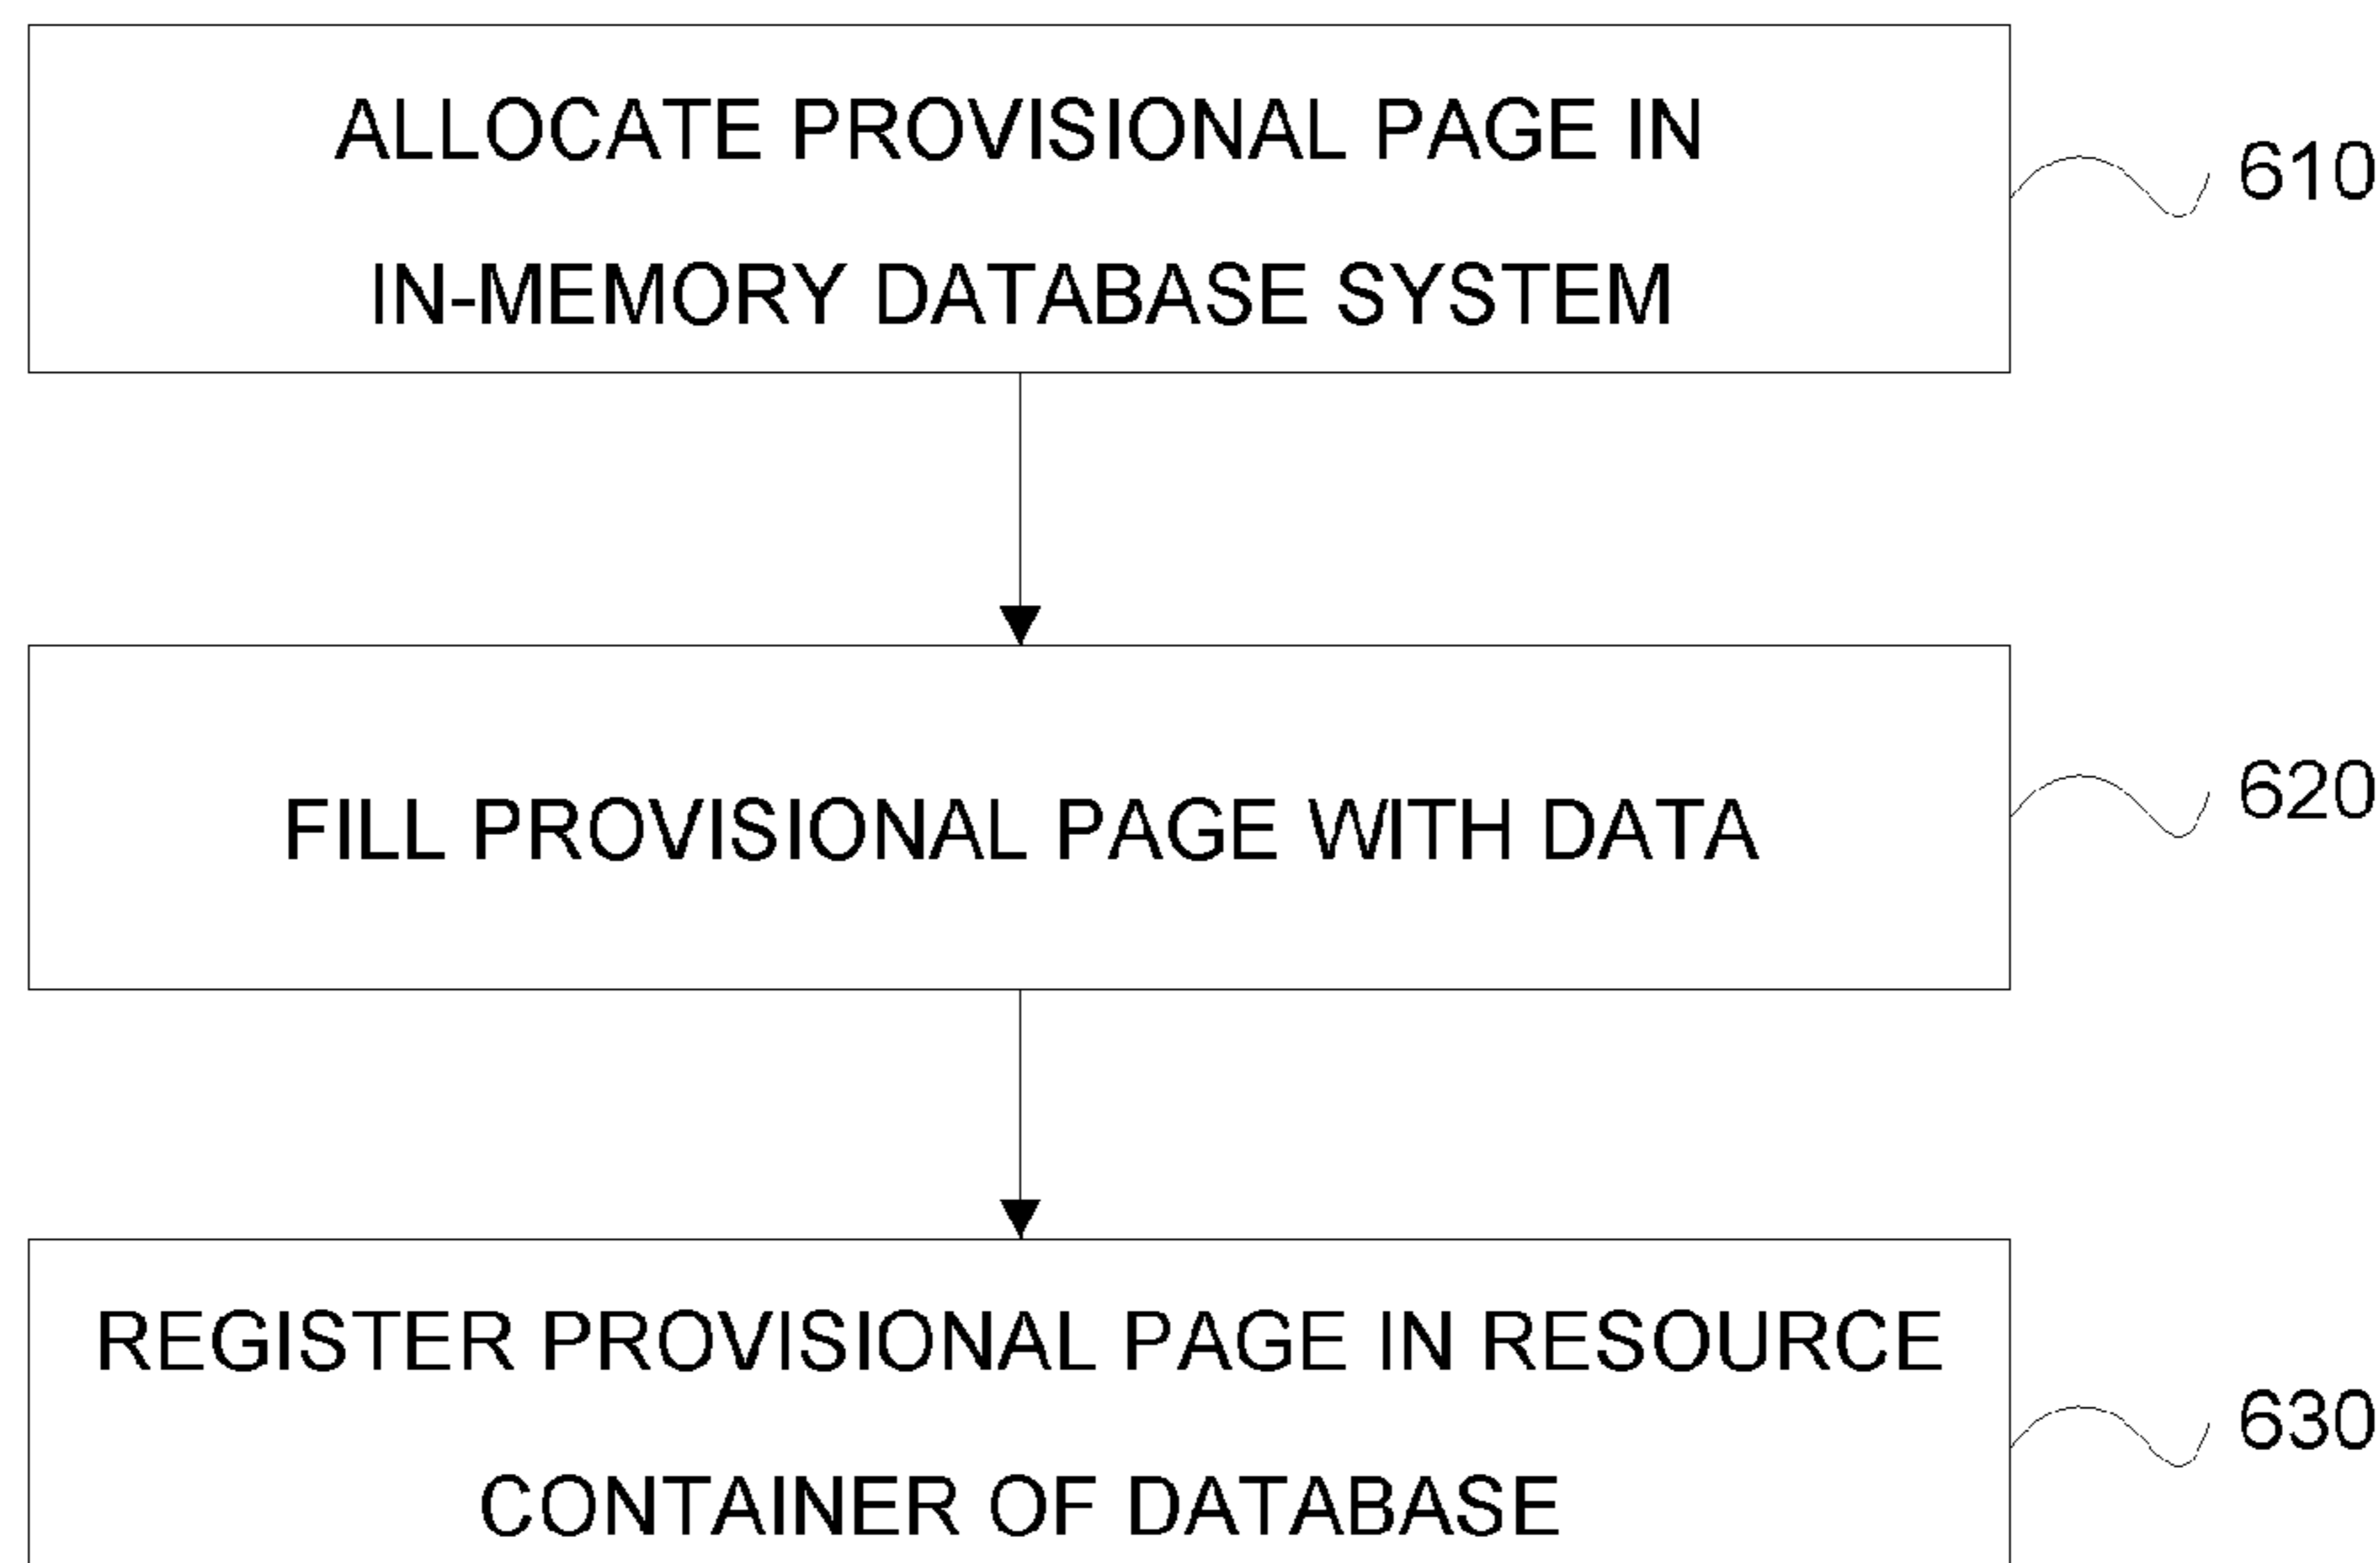 ALLOCATE PROVISIONAL PAGE IN
IN-MEMORY DATABASE SYSTEM
610
FILL PROVISIONAL PAGE WITH DATA
620
REGISTER PROVISIONAL PAGE IN RESOURCE
CONTAINER OF DATABASE
630